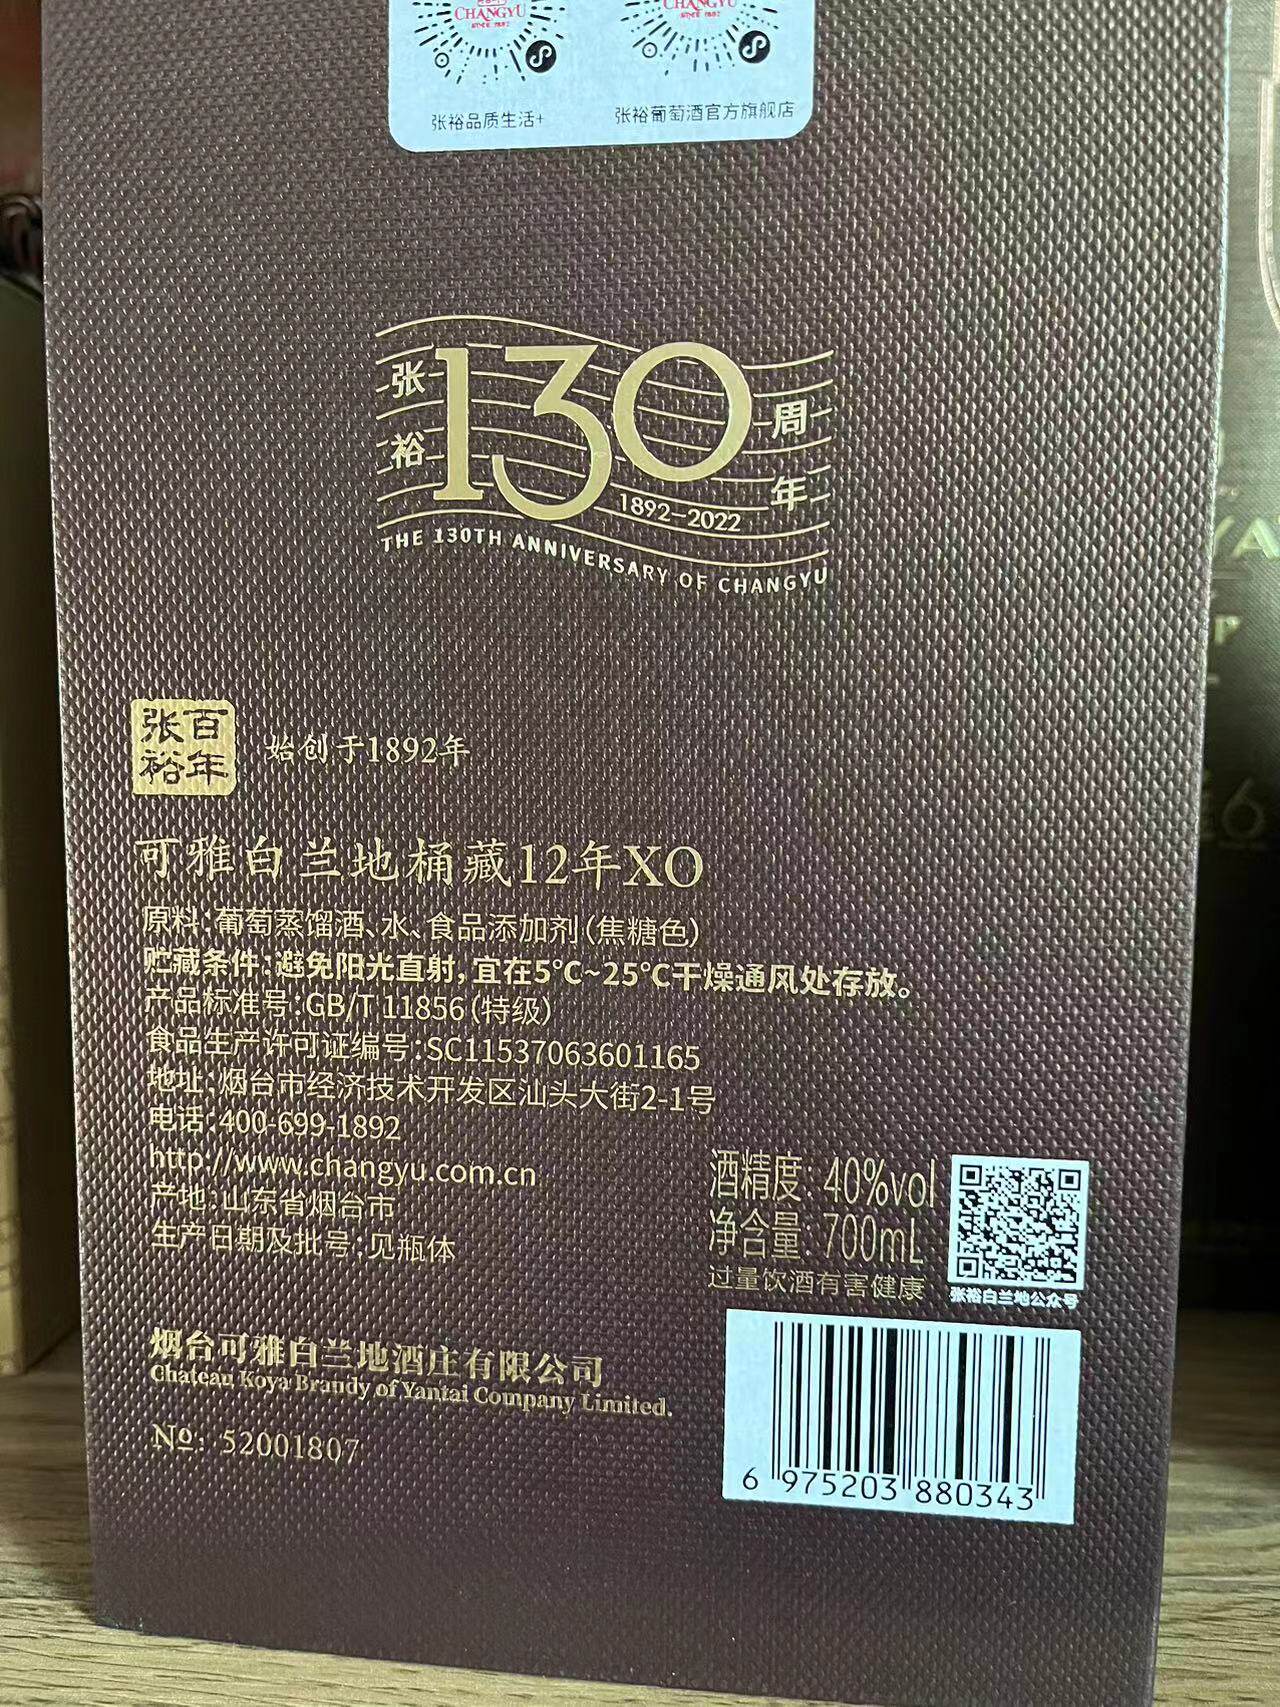 CHANGYU
CHANGYU
SINCE 1892
张裕品质生活+
张裕葡萄酒官方旗舰店
张裕
130
周年
1892-2022
THE 130TH ANNIVERSARY OF CHANGYU
百年张裕
始创于1892年
可雅白兰地桶藏12年XO
原料:葡萄蒸馏酒、水、食品添加剂(焦糖色)
贮藏条件:避免阳光直射,宜在5℃~25℃干燥通风处存放。
产品标准号:GB/T 11856(特级)
食品生产许可证编号:SC11537063601165
地址:烟台市经济技术开发区汕头大街2-1号
电话:400-699-1892
http://www.changyu.com.cn
产地:山东省烟台市
生产日期及批号:见瓶体
酒精度: 40%vol
净含量: 700mL
过量饮酒有害健康
张裕白兰地公众号
烟台可雅白兰地酒庄有限公司
Chateau Koya Brandy of Yantai Company Limited.
№: 52001807
6 975203 880343